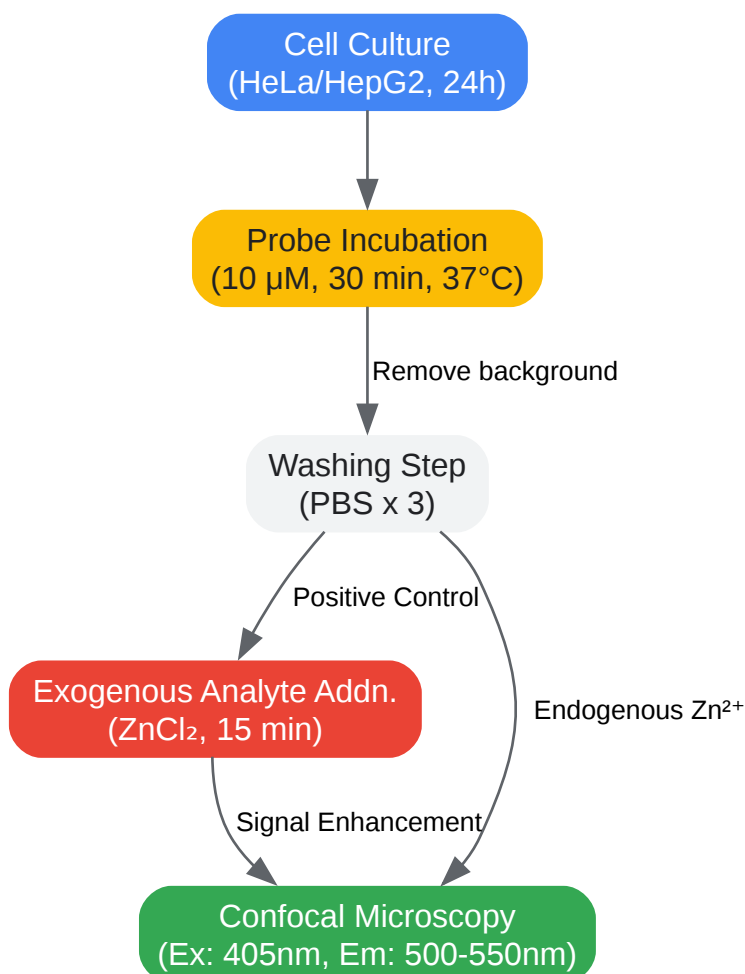 Cell Culture
(HeLa/HepG2, 24h)
Probe Incubation
(10 μM, 30 min, 37°C)
Remove background
Washing Step
(PBS x 3)
Positive Control
Exogenous Analyte Addn.
(ZnCl₂, 15 min)
Endogenous Zn²⁺
Signal Enhancement
Confocal Microscopy
(Ex: 405nm, Em: 500-550nm)